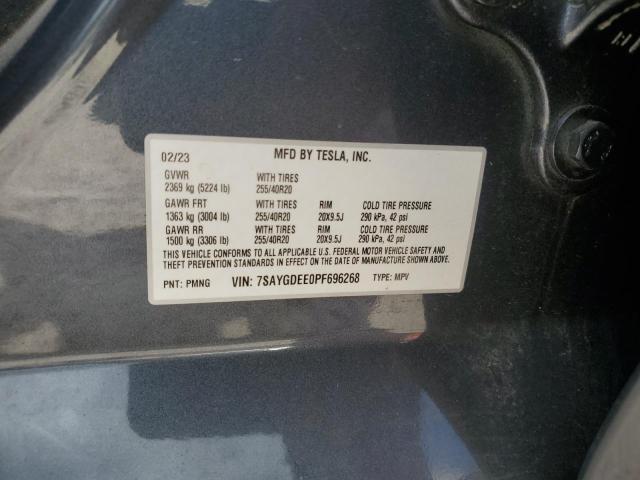 02/23 MFD BY TESLA, INC.
GVWR WITH TIRES
2369 kg (5224 lb) 255/40R20
GAWR FRT WITH TIRES RIM COLD TIRE PRESSURE
1363 kg (3004 lb) 255/40R20 20X9.5J 290 kPa, 42 psi
GAWR RR WITH TIRES RIM COLD TIRE PRESSURE
1500 kg (3306 lb) 255/40R20 20X9.5J 290 kPa, 42 psi
THIS VEHICLE CONFORMS TO ALL APPLICABLE U.S. FEDERAL MOTOR VEHICLE SAFETY AND
THEFT PREVENTION STANDARDS IN EFFECT ON THE DATE OF MANUFACTURE SHOWN ABOVE.
PNT: PMNG VIN: 7SAYGDEE0PF696268 TYPE: MPV